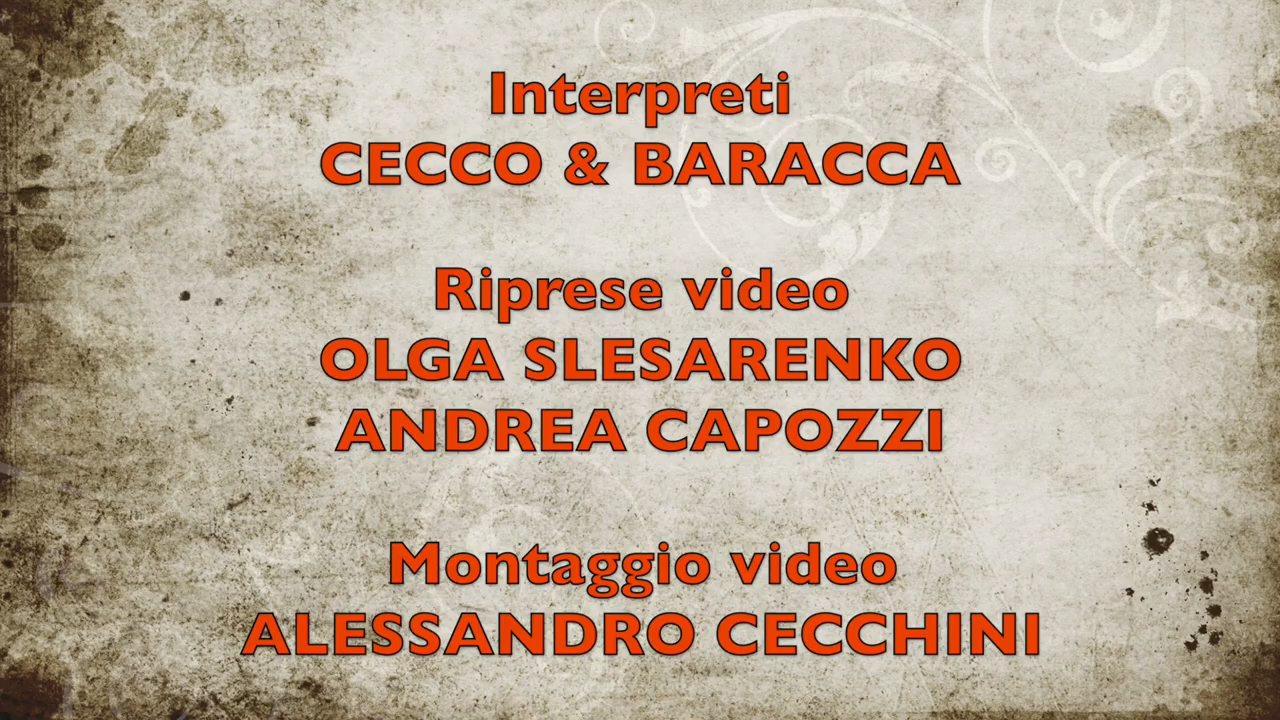 Interpreti
CECCO & BARACCA
Riprese video
OLGA SLESARENKO
ANDREA CAPOZZI
Montaggio video
ALESSANDRO CECCHINI